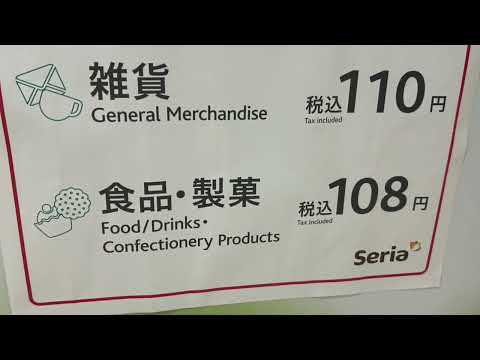 雑貨
General Merchandise
税込110円
Tax included
食品・製菓
Food/Drinks・
Confectionery Products
税込108円
Tax included
Seria